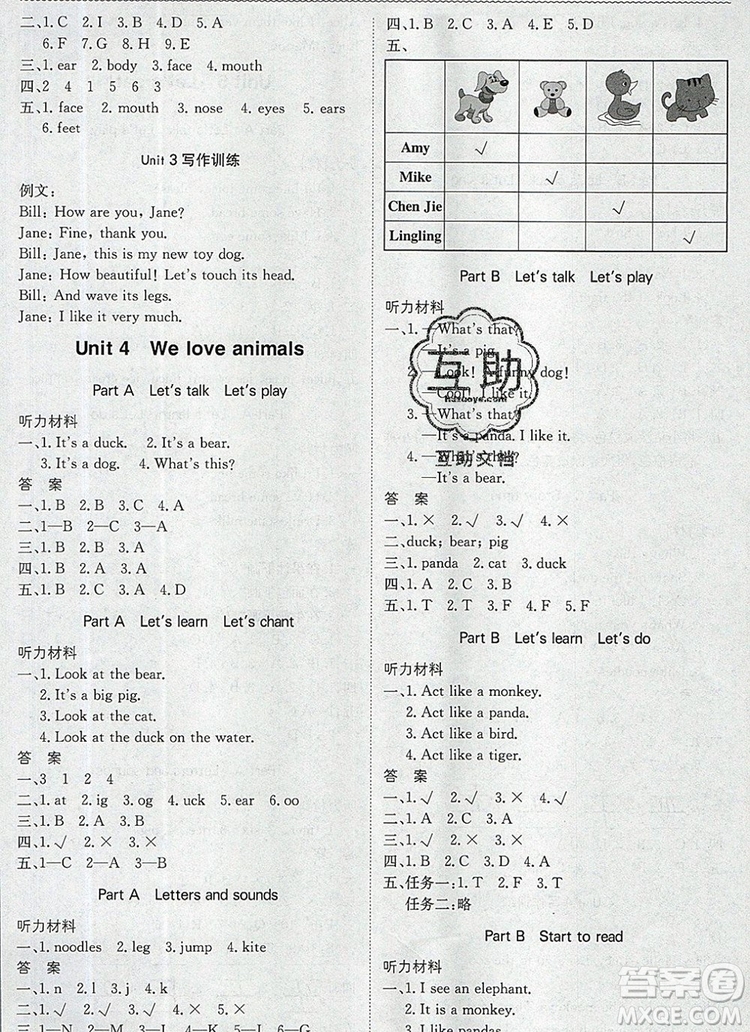 二、1. C  2. I  3. B  4. D  5. A
6. F  7. G  8. H  9. E
三、1. ear  2. body  3. face  4. mouth
四、2  4  1  5  6  3
五、1. face  2. mouth  3. nose  4. eyes  5. ears
6. feet
Unit 3 写作训练
例文：
Bill: How are you, Jane?
Jane: Fine, thank you.
Bill: Jane, this is my new toy dog.
Jane: How beautiful! Let's touch its head.
Bill: And wave its legs.
Jane: I like it very much.
Unit 4  We love animals
Part A  Let's talk  Let's play
听力材料
一、1. It's a duck.  2. It's a bear.
3. It's a dog.  4. What's this?
答 案
一、1. B  2. B  3. C  4. A
二、1—B  2—C  3—A
三、1. B  2. B  3. A  4. B
四、1. B  2. B  3. A
五、1. B  2. C  3. A  4. D
Part A  Let's learn  Let's chant
听力材料
一、1. Look at the bear.
2. It's a big pig.
3. Look at the cat.
4. Look at the duck on the water.
答 案
一、3  1  2  4
二、1. at  2. ig  3. uck  4. ear  5. oo
三、1. B  2. B  3. A  4. B
四、1. √  2. ×  3. ×
五、1—C  2—A  3—B
Part A  Letters and sounds
听力材料
一、1. noodles  2. leg  3. jump  4. kite
答 案
一、1. n  2. l  3. j  4. k
二、1. √  2. √  3. ×  4. ×
三、1—N  2—L  3—J  4—K
四、1. B  2. C  3. A  4. D
五、
Amy √
Mike √
Chen Jie √
Lingling √
Part B  Let's talk  Let's play
听力材料
一、1. —What's that?
—It's a pig.
2. —Look! A funny dog!
—Cool! I like it.
3. —What's that?
—It's a panda. I like it.
4. —What's that?
—It's a bear.
答 案
一、1. ×  2. √  3. √  4. ×
二、duck; bear; pig
三、1. panda  2. cat  3. duck
四、1. A  2. C  3. B
五、1. T  2. T  3. F  4. F  5. F
Part B  Let's learn  Let's do
听力材料
一、1. Act like a monkey.
2. Act like a panda.
3. Act like a bird.
4. Act like a tiger.
答 案
一、1. √  2. √  3. ×  4. √
二、1. A  2. C  3. A  4. B
三、1. √  2. √  3. ×  4. ×
四、1. B  2. C  3. A
五、任务一：1. T  2. F  3. T
任务二：略
Part B  Start to read
听力材料
一、1. I see an elephant.
2. It is a monkey.
3. I like pandas.
互助
互助文档
答案圈
MXQE.COM